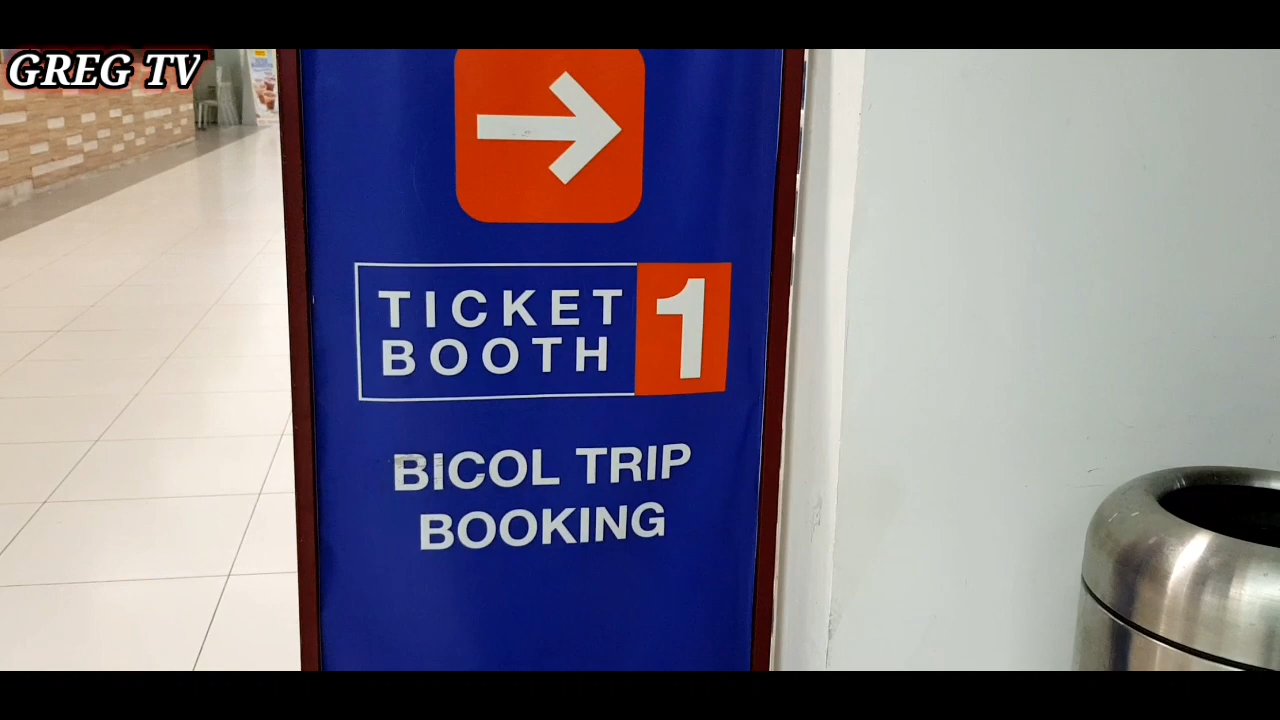 GREG TV
TICKET
BOOTH
1
BICOL TRIP
BOOKING